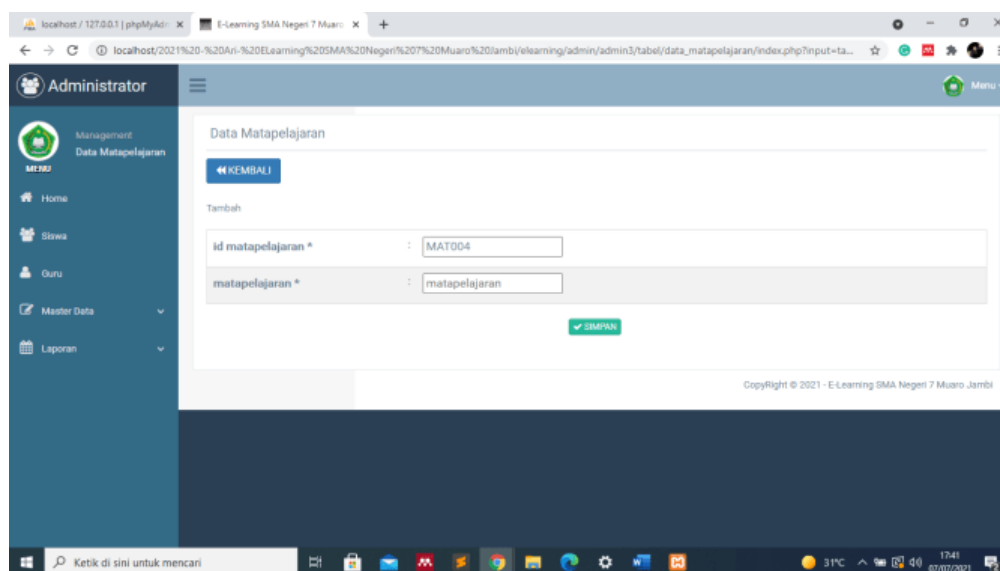 localhost / 127.0.0.1 | phpMyAdr
E-Learning SMA Negeri 7 Muaro
localhost/2021%20-%20Ari-%20ELearning%20SMA%20Negeri%207%20Muaro%20Jambi/elearning/admin/admin3/tabel/data_matapelajaran/index.php?input=ta...
Administrator
Menu
Management
Data Matapelajaran
MENU
Home
Siswa
Guru
Master Data
Laporan
Data Matapelajaran
KEMBALI
Tambah
id matapelajaran * : MAT004
matapelajaran * : matapelajaran
SIMPAN
CopyRight © 2021 - E-Learning SMA Negeri 7 Muaro Jambi
Ketik di sini untuk mencari
31°C
17:41
07/07/2021